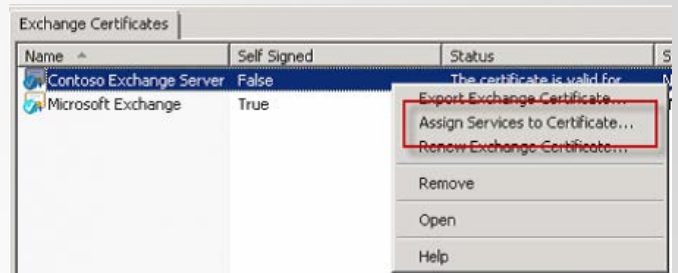 Exchange Certificates
Name Self Signed Status S
Contoso Exchange Server False The certificate is valid for N
Microsoft Exchange True
Export Exchange Certificate...
Assign Services to Certificate...
Renew Exchange Certificate...
Remove
Open
Help